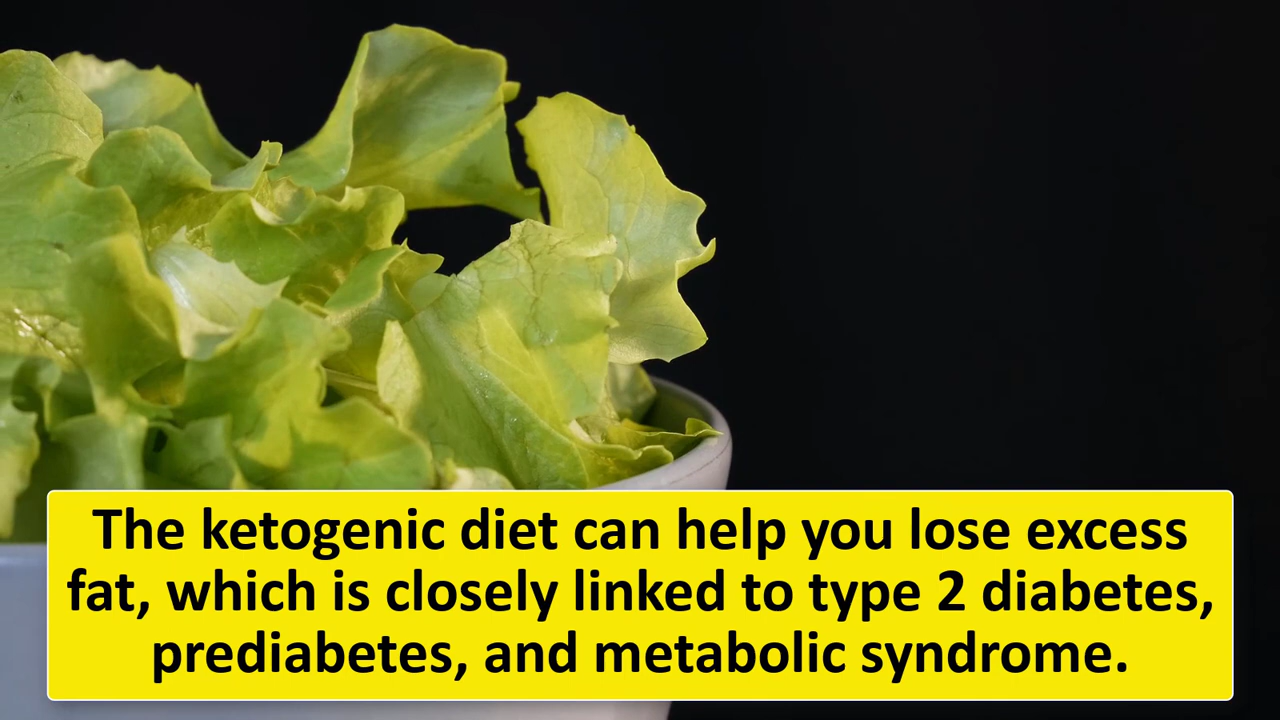 The ketogenic diet can help you lose excess
fat, which is closely linked to type 2 diabetes,
prediabetes, and metabolic syndrome.